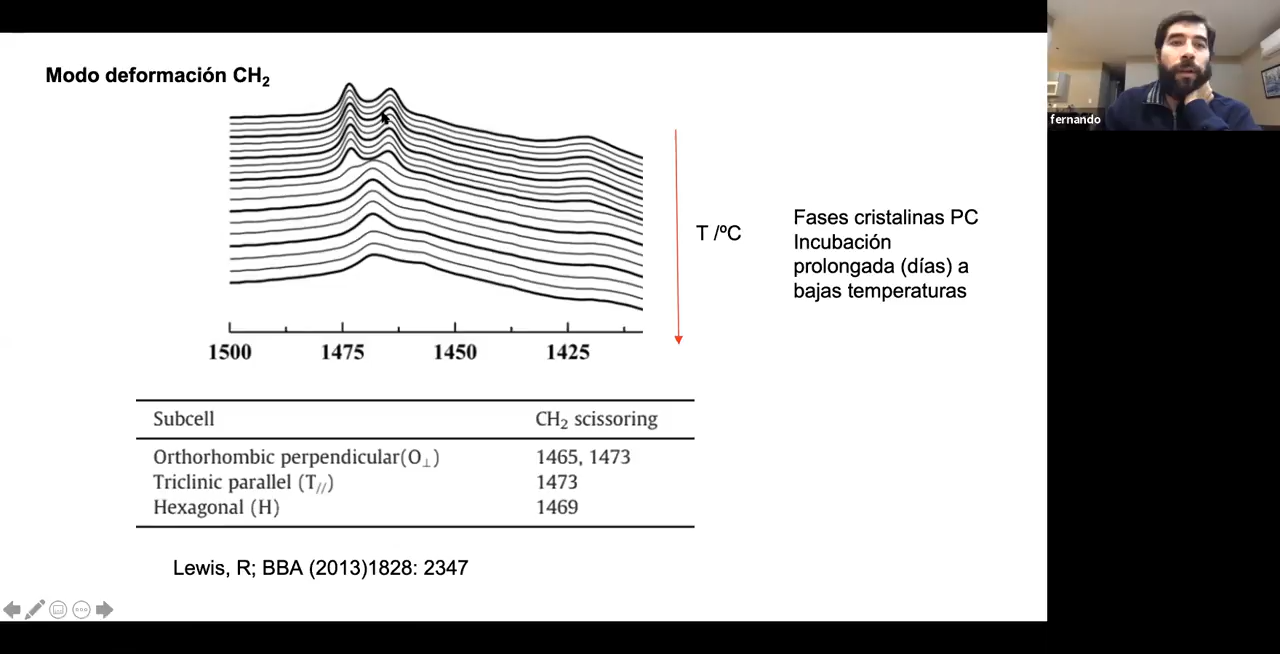 Modo deformación CH₂
fernando
T /ºC
Fases cristalinas PC
Incubación
prolongada (días) a
bajas temperaturas
1500 1475 1450 1425
Subcell CH₂ scissoring
Orthorhombic perpendicular(O⊥) 1465, 1473
Triclinic parallel (T//) 1473
Hexagonal (H) 1469
Lewis, R; BBA (2013)1828: 2347